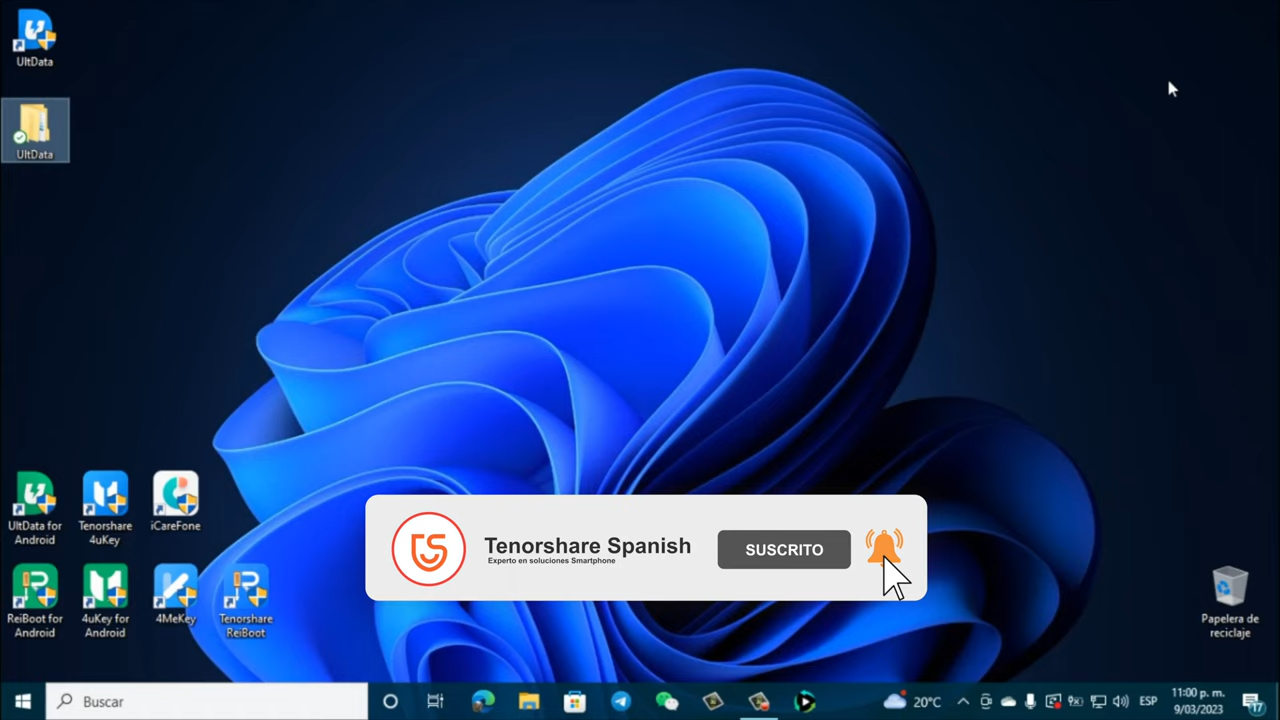 UltData
UltData
UltData for
Android
Tenorshare
4uKey
iCareFone
ReiBoot for
Android
4uKey for
Android
4MeKey
Tenorshare
ReiBoot
Tenorshare Spanish
Experto en soluciones Smartphone
SUSCRITO
Papelera de
reciclaje
Buscar
20°C
ESP
11:00 p. m.
9/03/2023
17